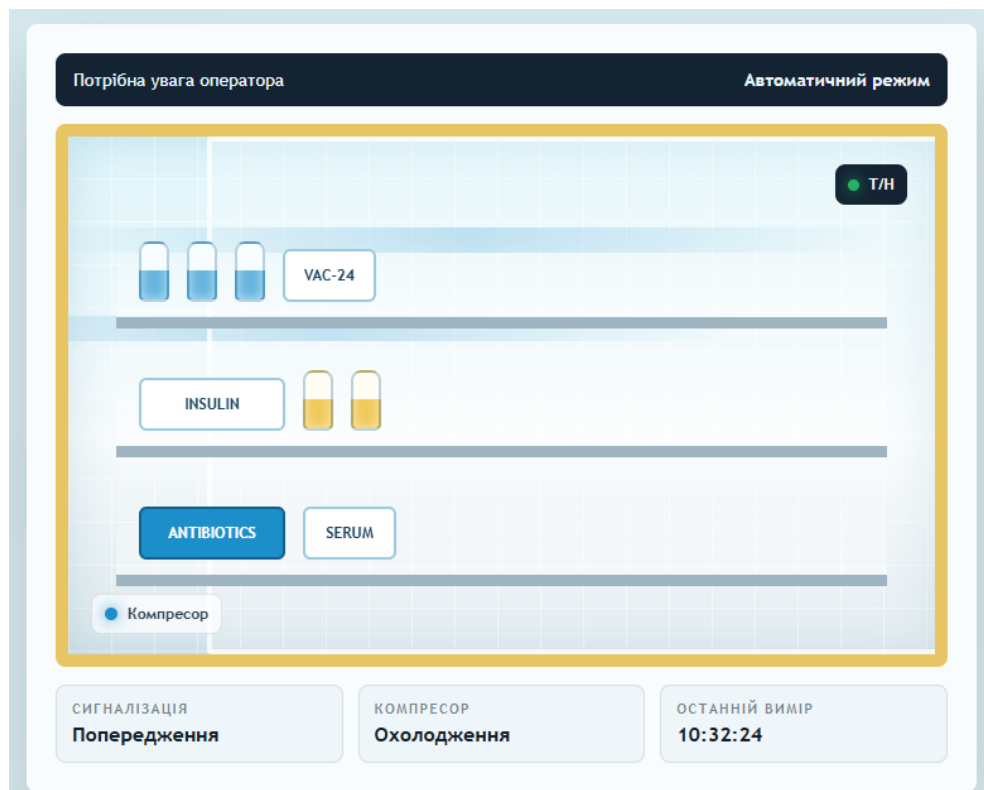 Потрібна увага оператора
Автоматичний режим
T/H
VAC-24
INSULIN
ANTIBIOTICS
SERUM
Компресор
СИГНАЛІЗАЦІЯ
Попередження
КОМПРЕСОР
Охолодження
ОСТАННІЙ ВИМІР
10:32:24